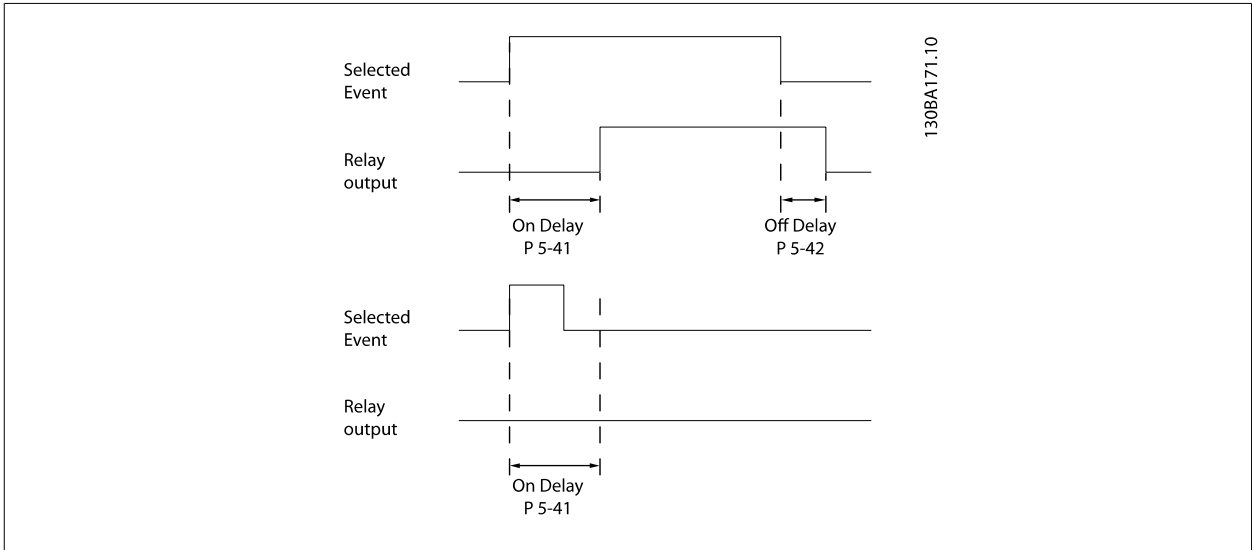 Selected
Event
130BA171.10
Relay
output
On Delay
P 5-41
Off Delay
P 5-42
Selected
Event
Relay
output
On Delay
P 5-41